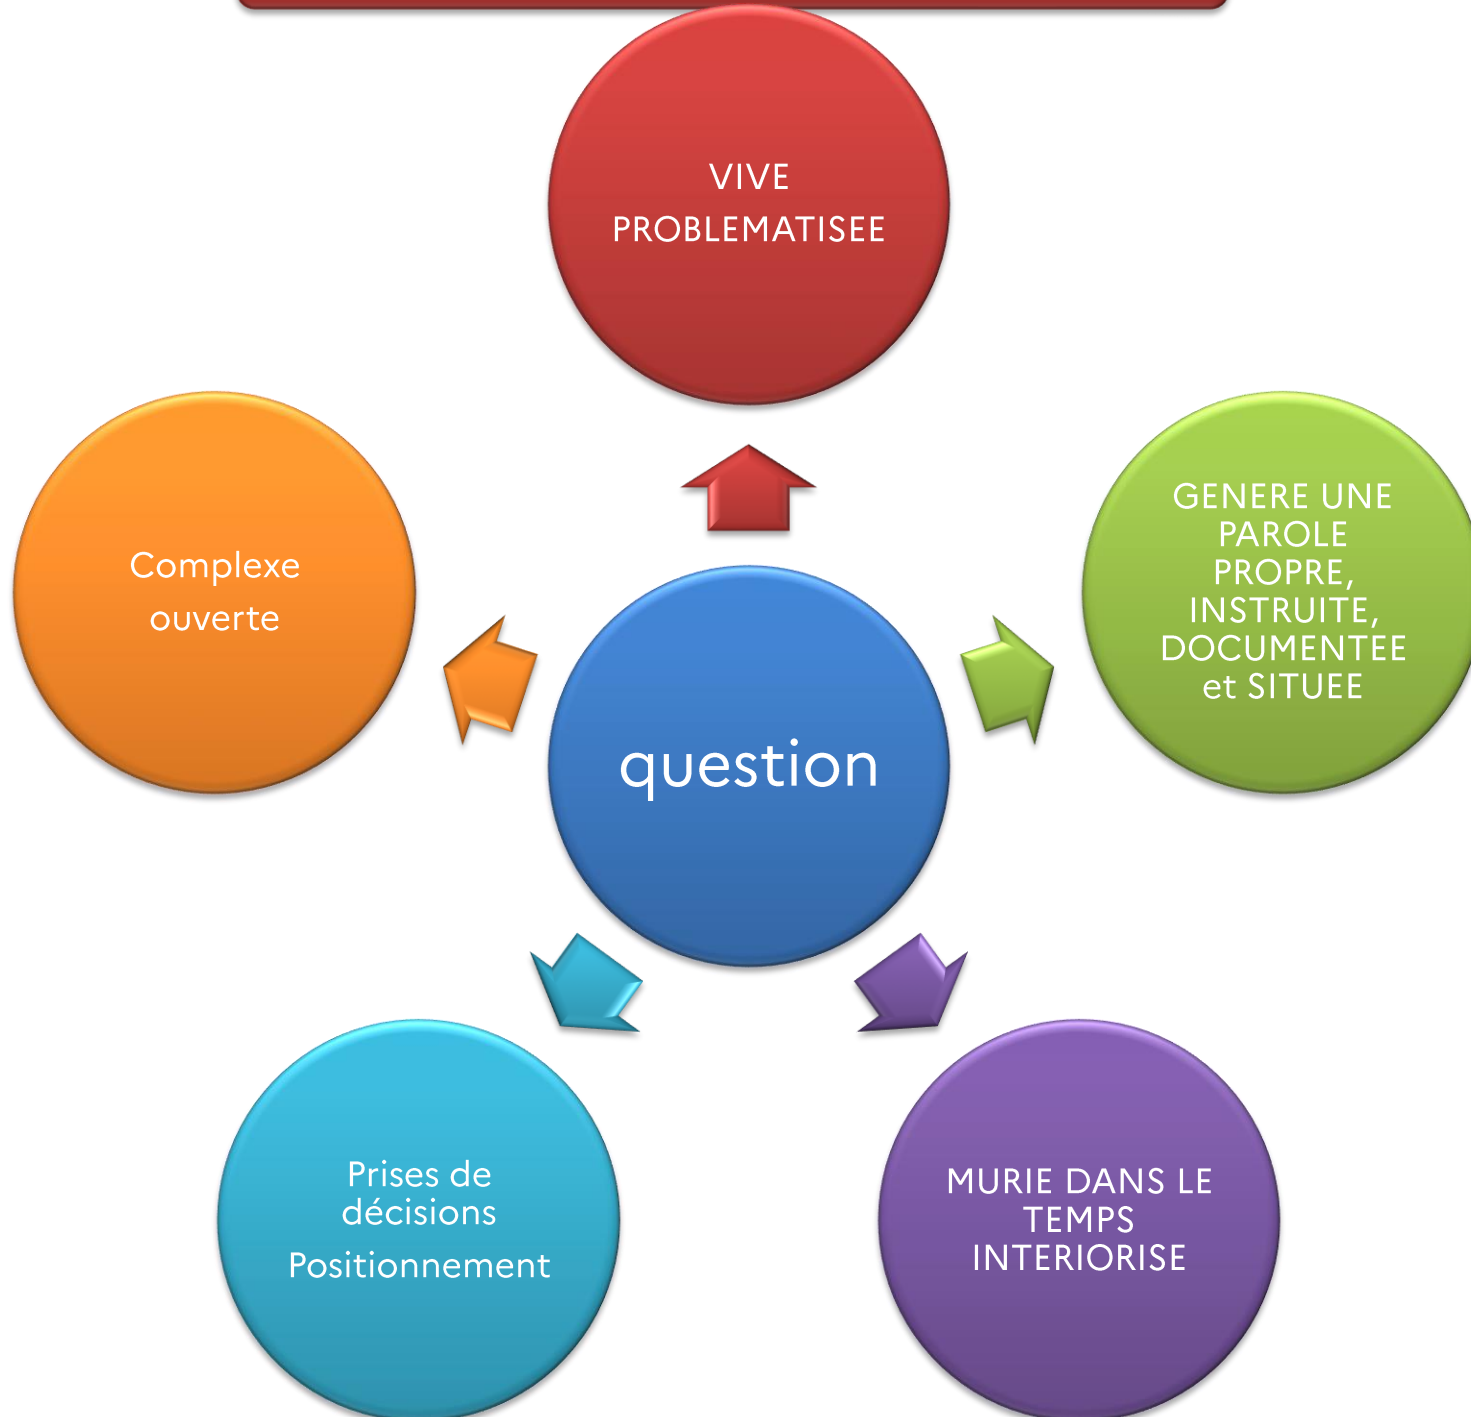 VIVE
PROBLEMATISEE
GENERE UNE
PAROLE
PROPRE,
INSTRUITE,
DOCUMENTEE
et SITUEE
Complexe
ouverte
question
MURIE DANS LE
TEMPS
INTERIORISE
Prises de
décisions
Positionnement